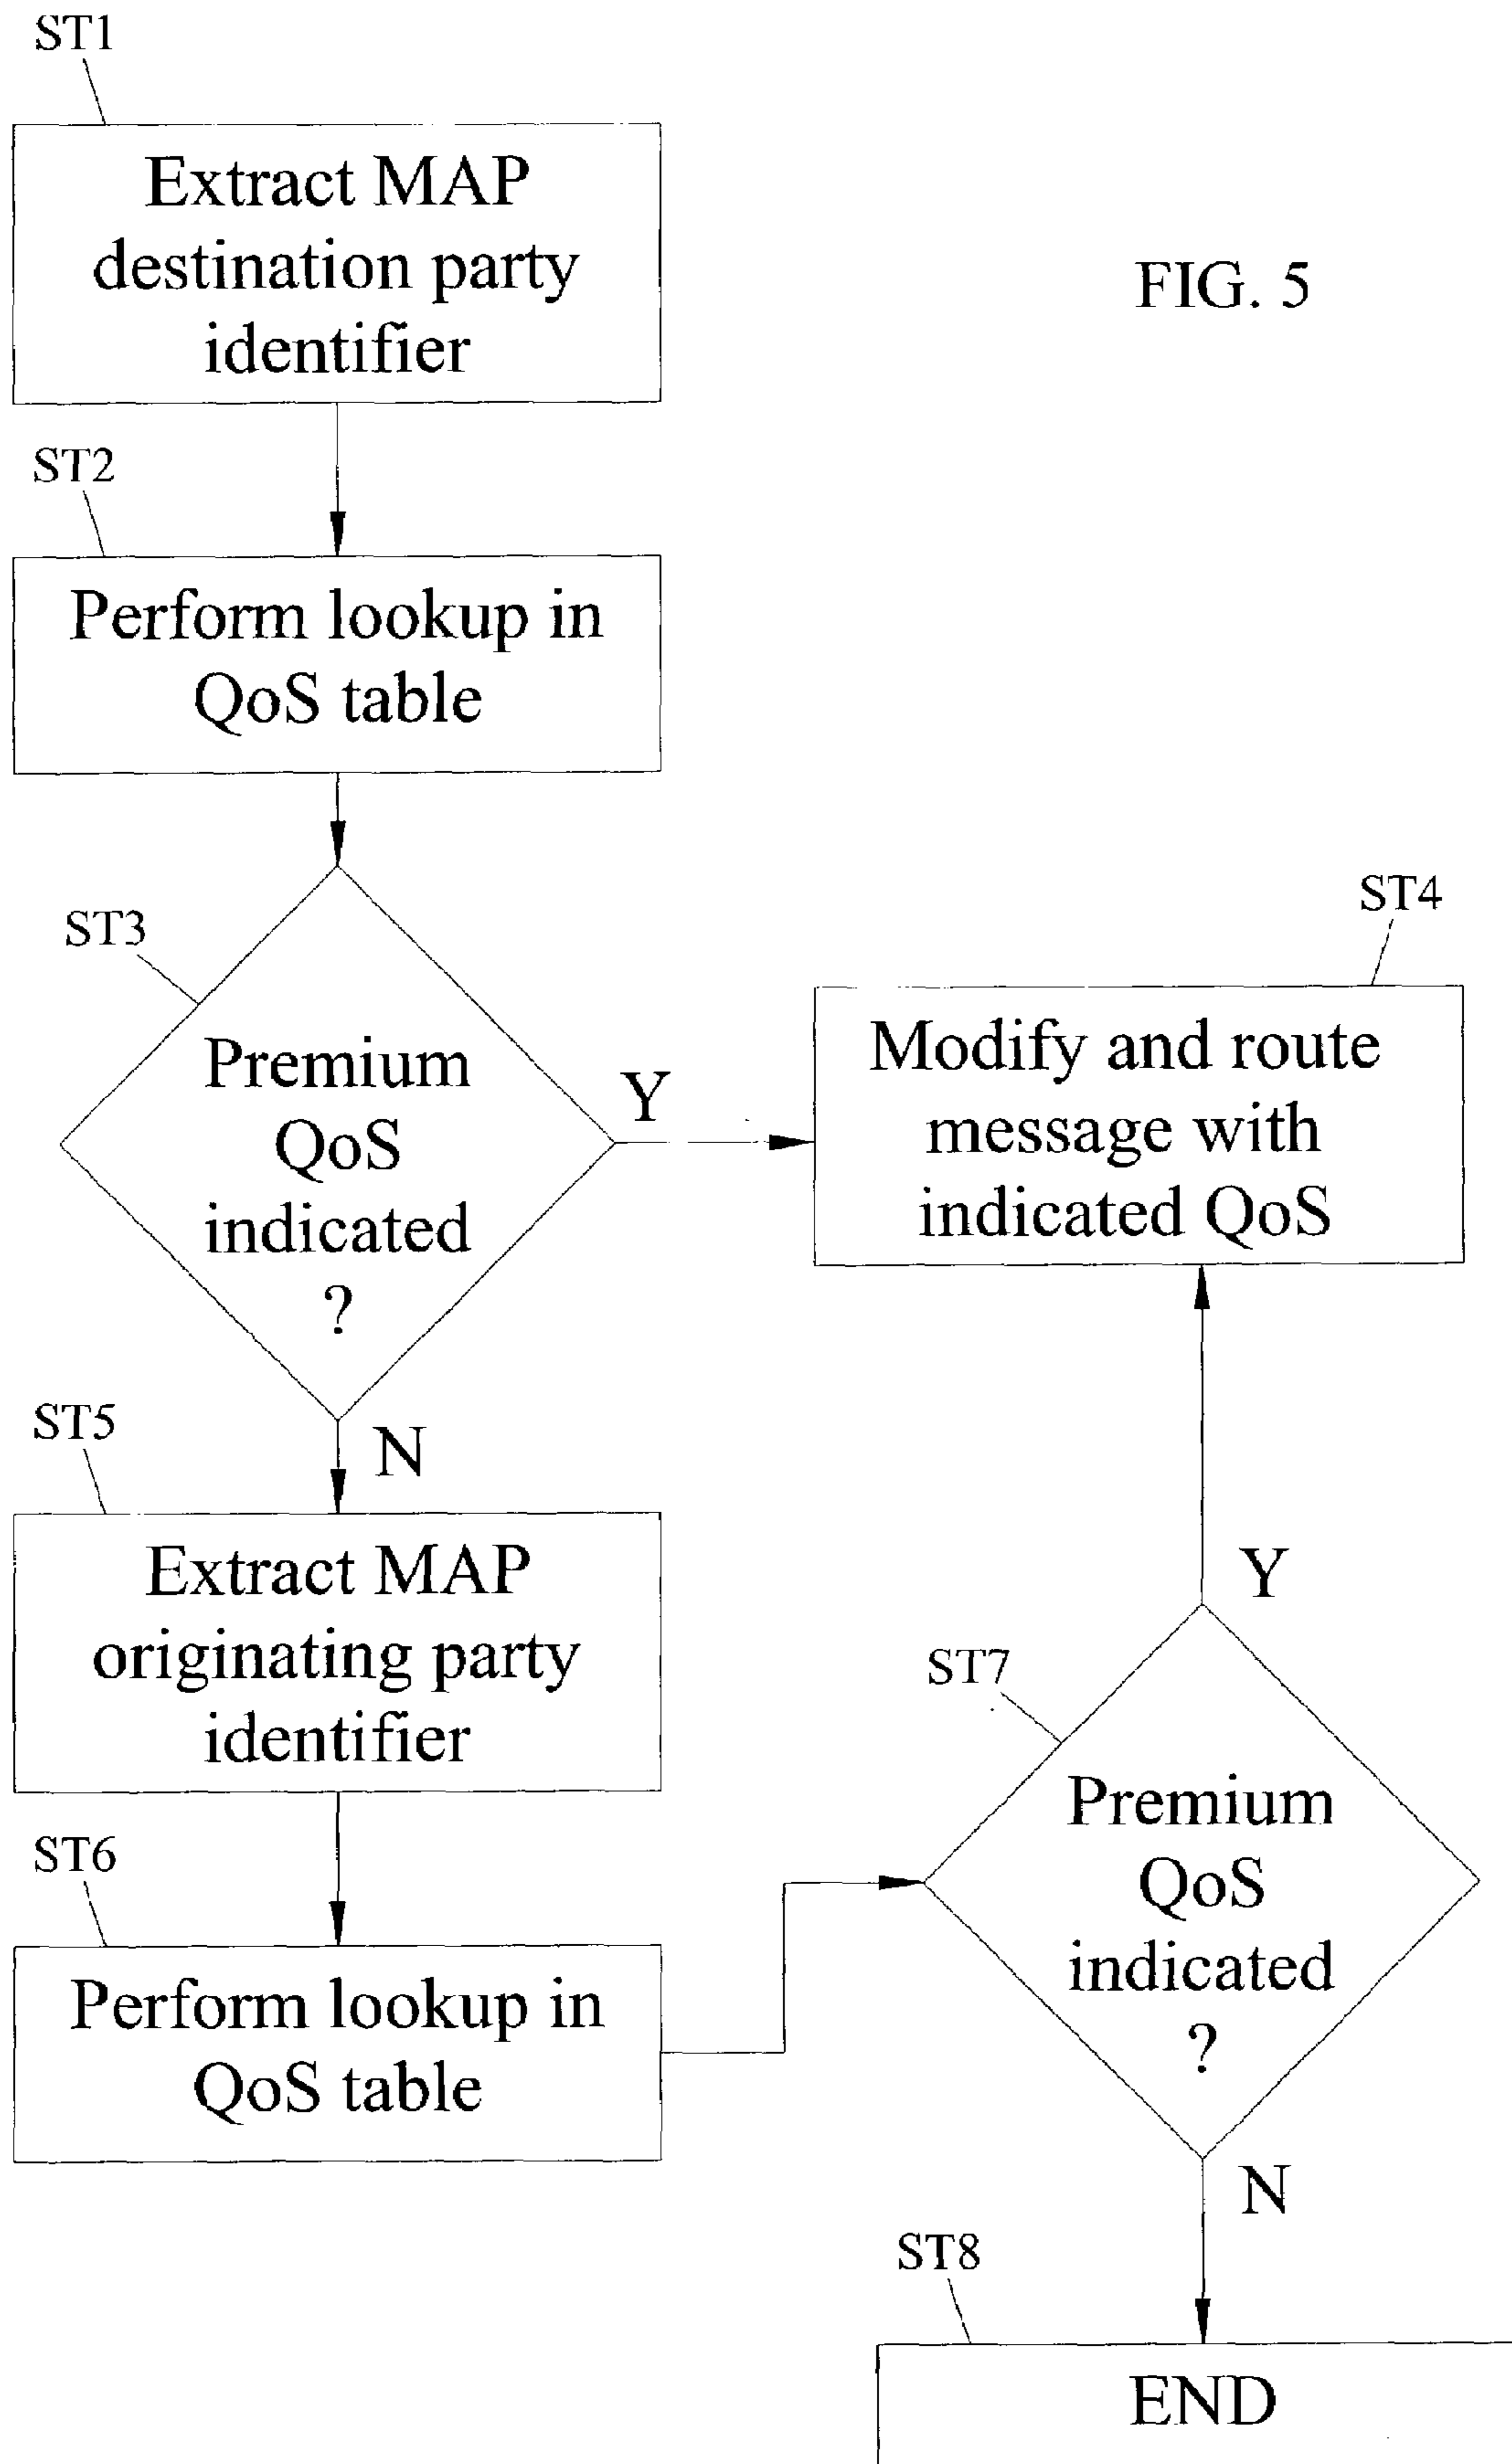 ST1
Extract MAP
destination party
identifier
FIG. 5
ST2
Perform lookup in
QoS table
ST3
Premium
QoS
indicated
?
Y
ST4
Modify and route
message with
indicated QoS
N
ST5
Extract MAP
originating party
identifier
ST6
Perform lookup in
QoS table
ST7
Premium
QoS
indicated
?
Y
N
ST8
END